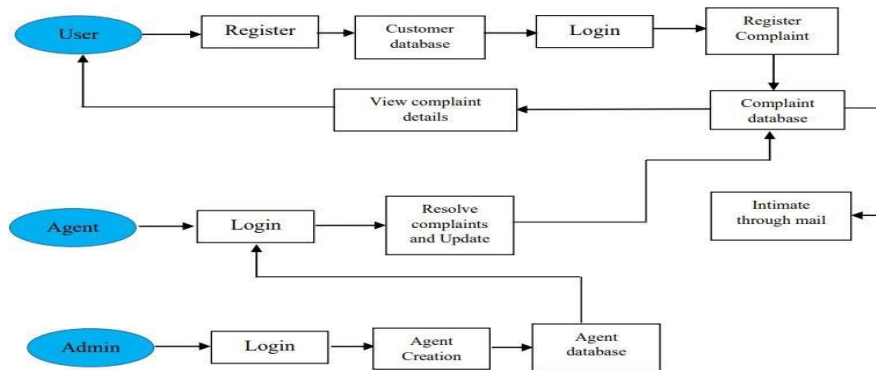 User
Register
Customer
database
Login
Register
Complaint
View complaint
details
Complaint
database
Agent
Login
Resolve
complaints
and Update
Intimate
through mail
Admin
Login
Agent
Creation
Agent
database